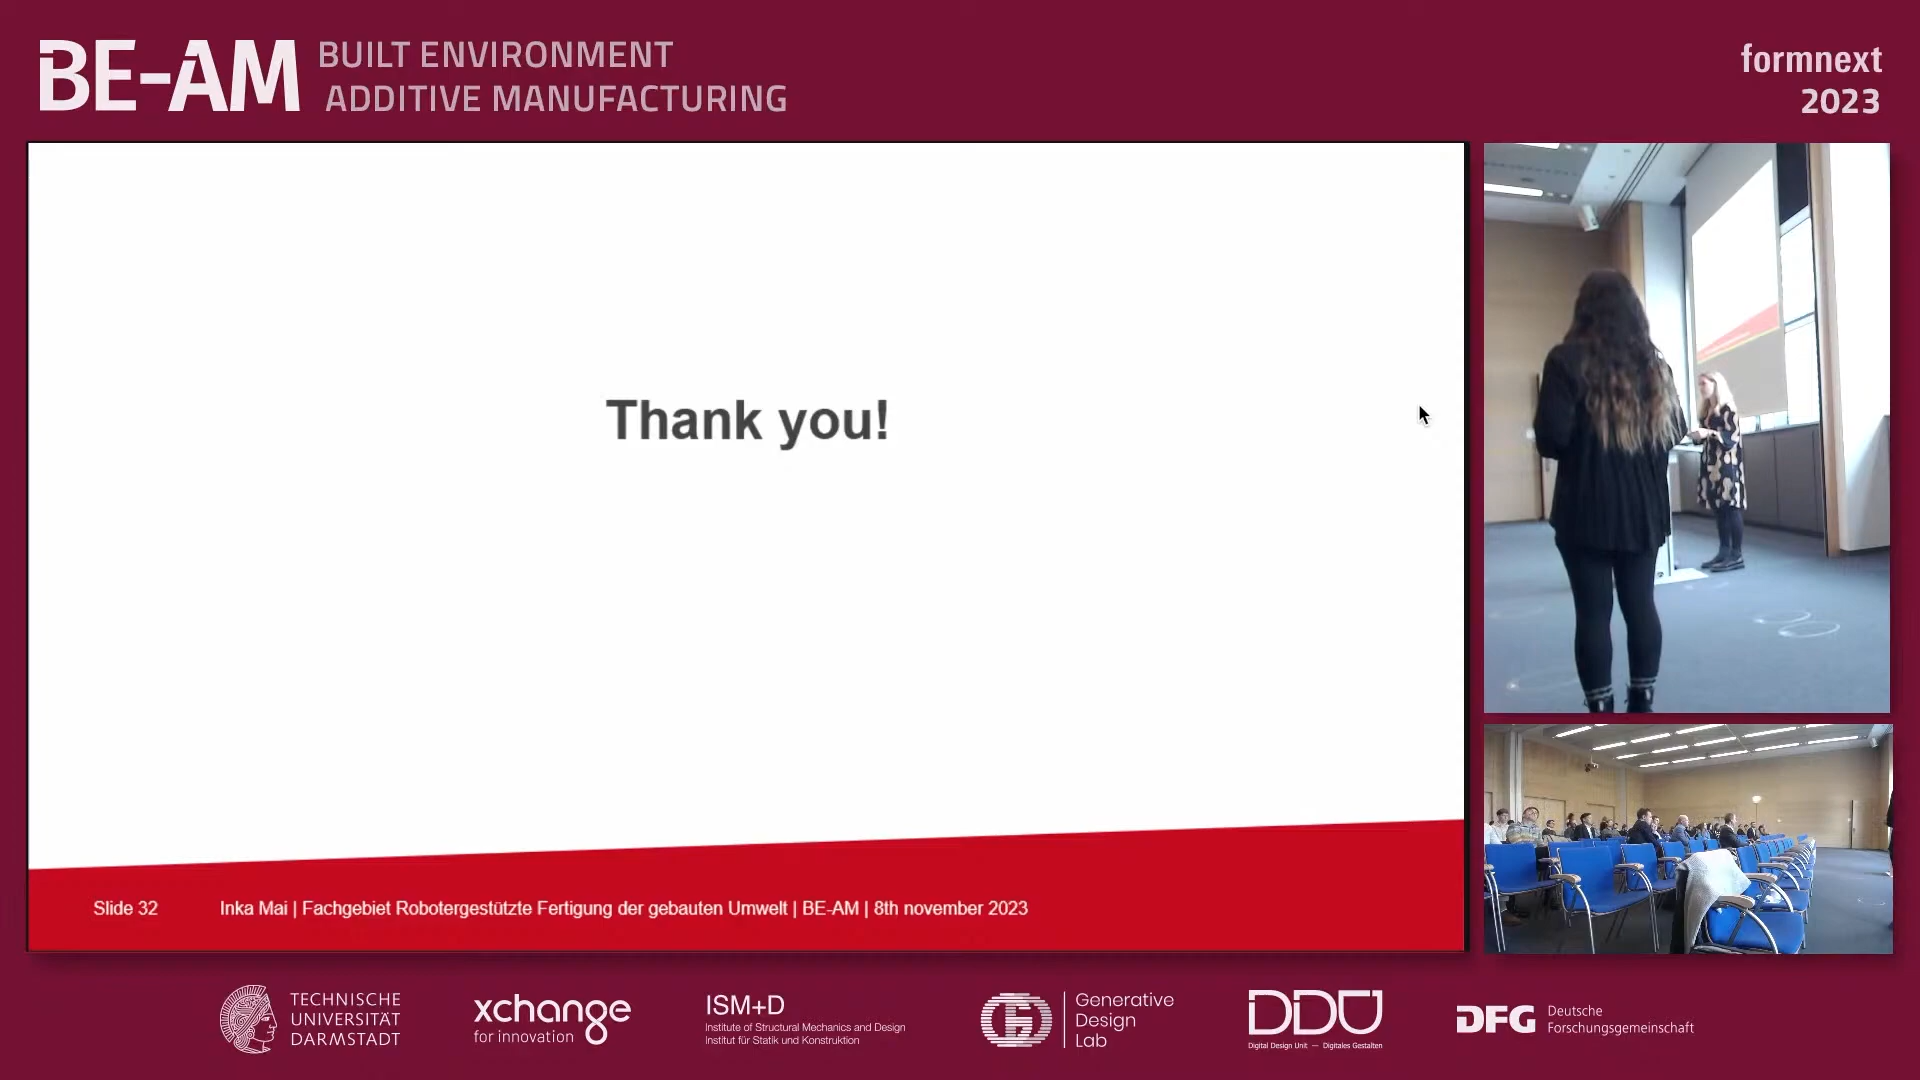 BE-AM
BUILT ENVIRONMENT
ADDITIVE MANUFACTURING
formnext
2023
Thank you!
Slide 32
Inka Mai | Fachgebiet Robotergestützte Fertigung der gebauten Umwelt | BE-AM | 8th november 2023
TECHNISCHE
UNIVERSITÄT
DARMSTADT
xchange
for innovation
ISM+D
Institute of Structural Mechanics and Design
Institut für Statik und Konstruktion
Generative
Design
Lab
DDU
Digital Design Unit — Digitales Gestalten
DFG
Deutsche
Forschungsgemeinschaft